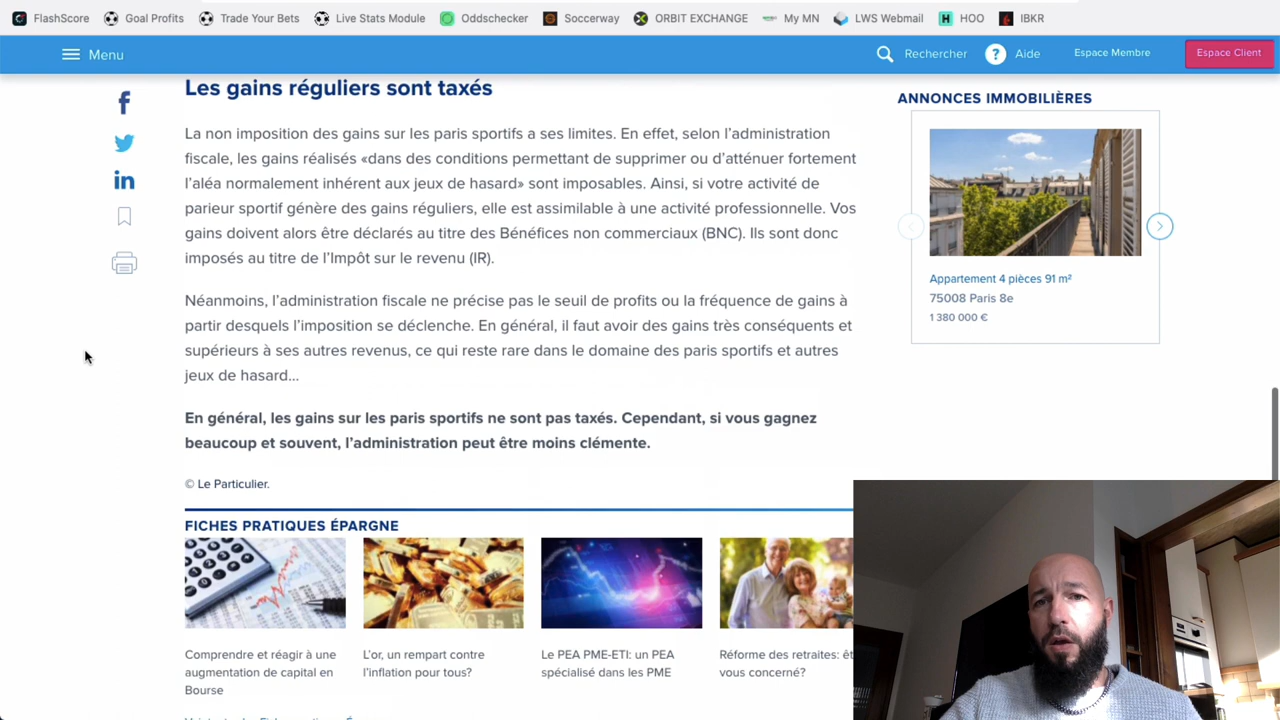 FlashScore
Goal Profits
Trade Your Bets
Live Stats Module
Oddschecker
Soccerway
ORBIT EXCHANGE
My MN
LWS Webmail
H
HOO
IBKR
Menu
Rechercher
? Aide
Espace Membre
Espace Client
Les gains réguliers sont taxés
La non imposition des gains sur les paris sportifs a ses limites. En effet, selon l’administration
fiscale, les gains réalisés «dans des conditions permettant de supprimer ou d’atténuer fortement
l’aléa normalement inhérent aux jeux de hasard» sont imposables. Ainsi, si votre activité de
parieur sportif génère des gains réguliers, elle est assimilable à une activité professionnelle. Vos
gains doivent alors être déclarés au titre des Bénéfices non commerciaux (BNC). Ils sont donc
imposés au titre de l’Impôt sur le revenu (IR).
Néanmoins, l’administration fiscale ne précise pas le seuil de profits ou la fréquence de gains à
partir desquels l’imposition se déclenche. En général, il faut avoir des gains très conséquents et
supérieurs à ses autres revenus, ce qui reste rare dans le domaine des paris sportifs et autres
jeux de hasard...
En général, les gains sur les paris sportifs ne sont pas taxés. Cependant, si vous gagnez
beaucoup et souvent, l’administration peut être moins clémente.
© Le Particulier.
ANNONCES IMMOBILIÈRES
Appartement 4 pièces 91 m²
75008 Paris 8e
1 380 000 €
FICHES PRATIQUES ÉPARGNE
Comprendre et réagir à une
augmentation de capital en
Bourse
L’or, un rempart contre
l’inflation pour tous?
Le PEA PME-ETI: un PEA
spécialisé dans les PME
Réforme des retraites: êt
vous concerné?